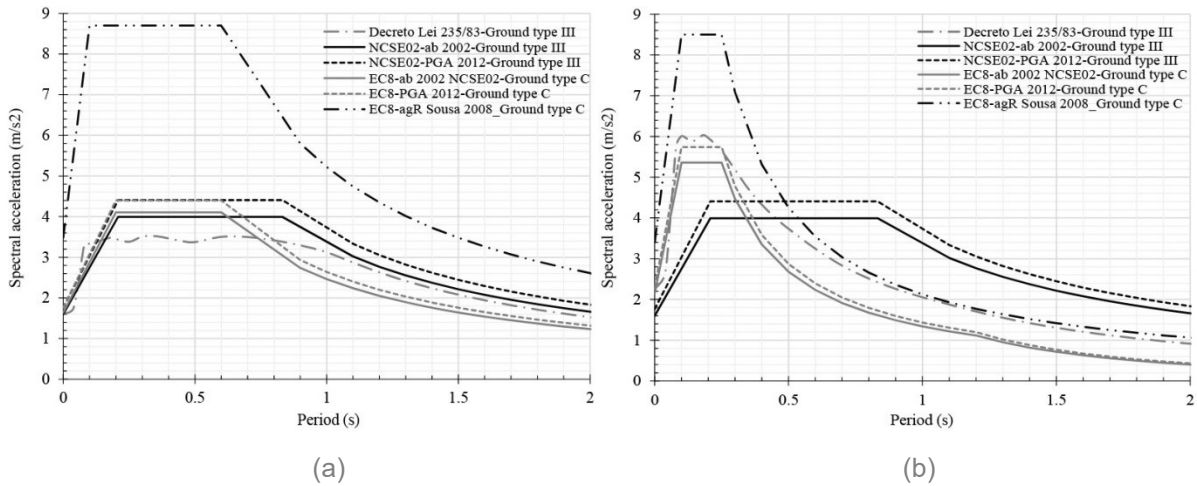 9
8
7
6
5
4
3
2
1
0
Spectral acceleration (m/s2)
Decreto Lei 235/83-Ground type III
NCSE02-ab 2002-Ground type III
NCSE02-PGA 2012-Ground type III
EC8-ab 2002 NCSE02-Ground type C
EC8-PGA 2012-Ground type C
EC8-agR Sousa 2008_Ground type C
0 0.5 1 1.5 2
Period (s)
(a)
9
8
7
6
5
4
3
2
1
0
Spectral acceleration (m/s2)
Decreto Lei 235/83-Ground type III
NCSE02-ab 2002-Ground type III
NCSE02-PGA 2012-Ground type III
EC8-ab 2002 NCSE02-Ground type C
EC8-PGA 2012-Ground type C
EC8-agR Sousa 2008_Ground type C
0 0.5 1 1.5 2
Period (s)
(b)